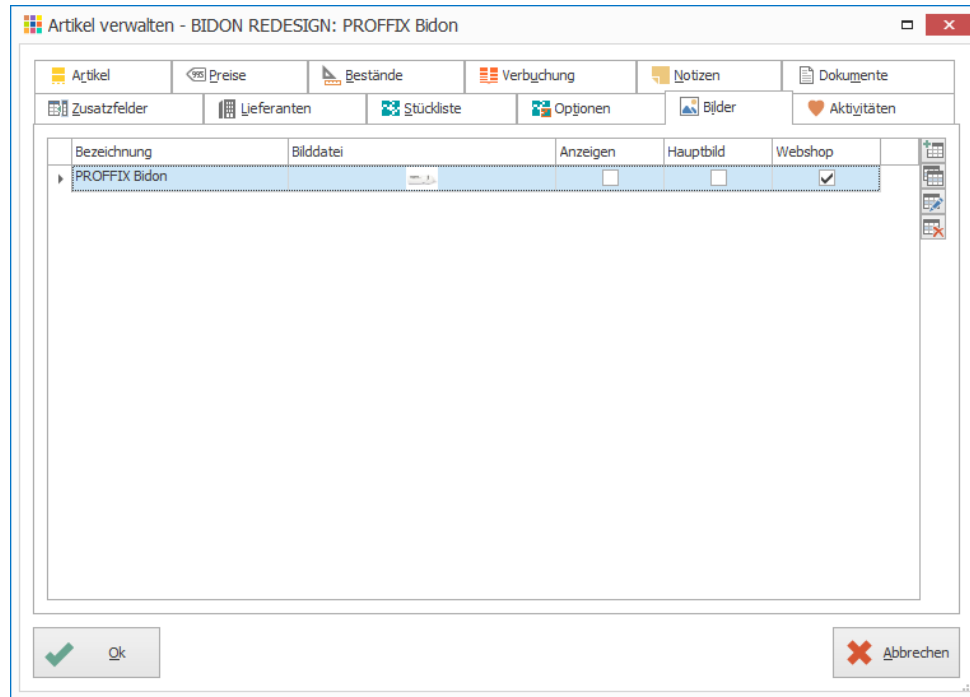 Artikel verwalten - BIDON REDESIGN: PROFFIX Bidon
Artikel Preise Bestände Verbuchung Notizen Dokumente
Zusatzfelder Lieferanten Stückliste Optionen Bilder Aktivitäten
Bezeichnung Bilddatei Anzeigen Hauptbild Webshop
PROFFIX Bidon
Ok Abbrechen